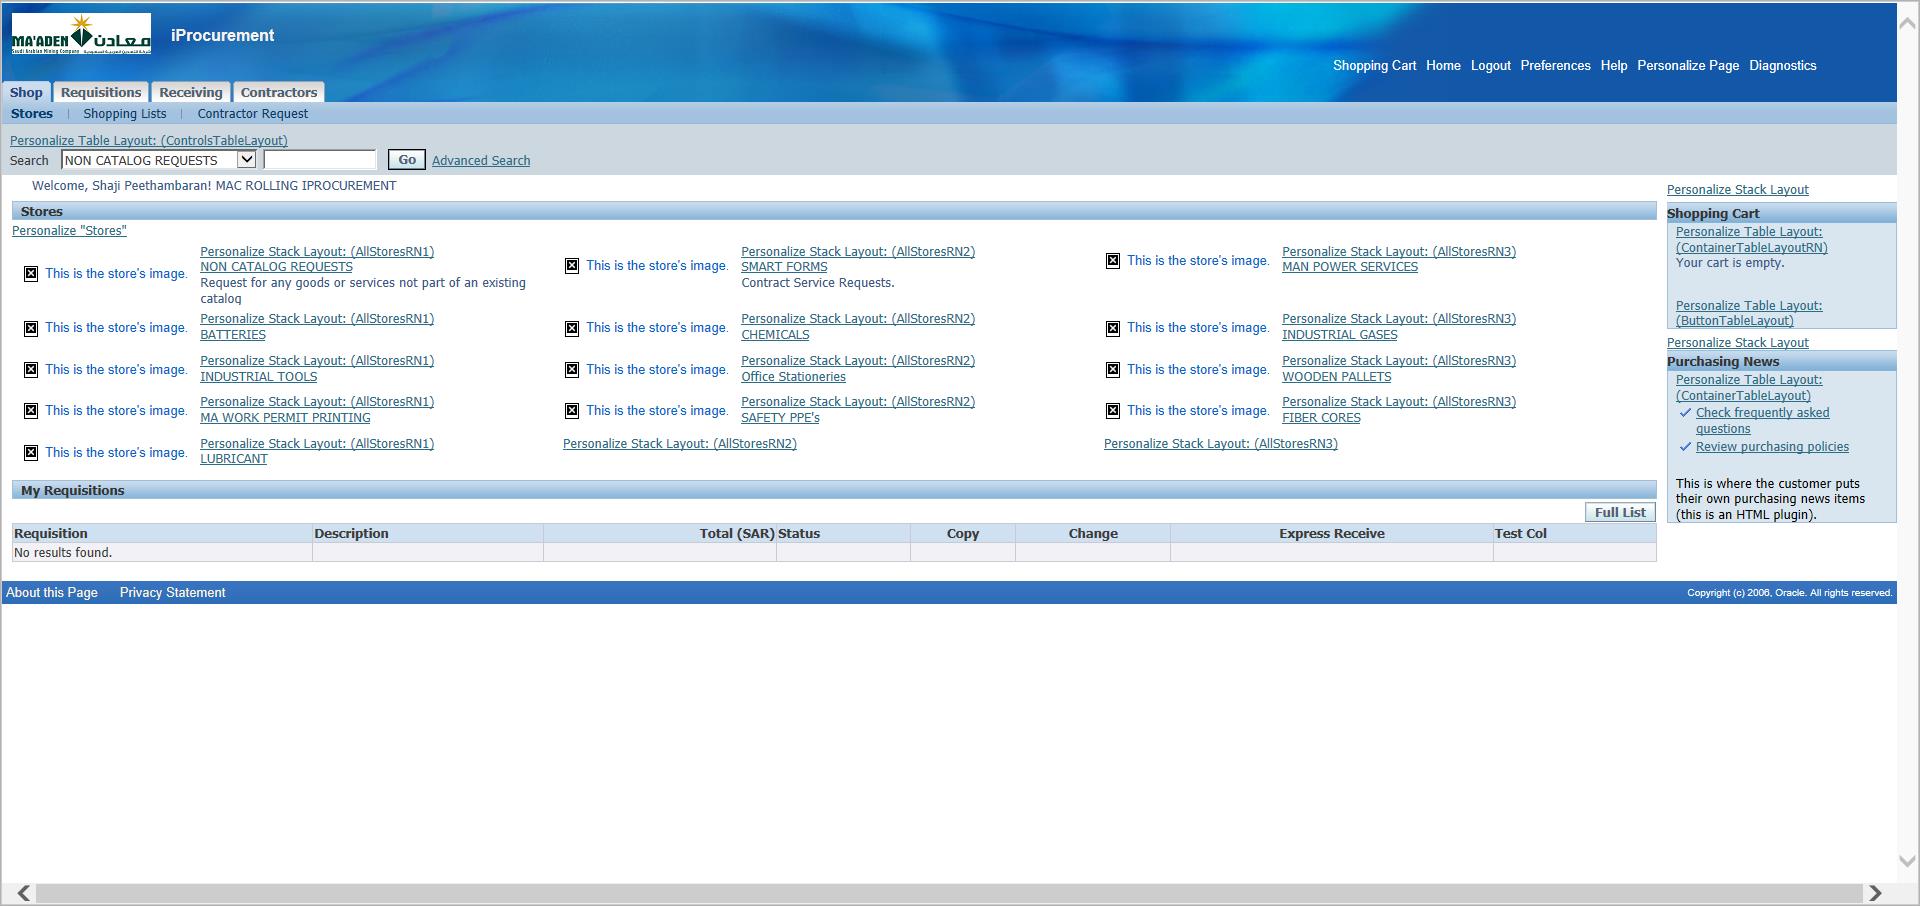 MA'ADEN معادن
Saudi Arabian Mining Company
iProcurement
Shopping Cart Home Logout Preferences Help Personalize Page Diagnostics
Shop Requisitions Receiving Contractors
Stores | Shopping Lists | Contractor Request
Personalize Table Layout: (ControlsTableLayout)
Search NON CATALOG REQUESTS Go Advanced Search
Welcome, Shaji Peethambaran! MAC ROLLING IPROCUREMENT
Stores
Personalize "Stores"
This is the store's image.
Personalize Stack Layout: (AllStoresRN1)
NON CATALOG REQUESTS
Request for any goods or services not part of an existing
catalog
This is the store's image.
Personalize Stack Layout: (AllStoresRN2)
SMART FORMS
Contract Service Requests.
This is the store's image.
Personalize Stack Layout: (AllStoresRN3)
MAN POWER SERVICES
This is the store's image.
Personalize Stack Layout: (AllStoresRN1)
BATTERIES
This is the store's image.
Personalize Stack Layout: (AllStoresRN2)
CHEMICALS
This is the store's image.
Personalize Stack Layout: (AllStoresRN3)
INDUSTRIAL GASES
This is the store's image.
Personalize Stack Layout: (AllStoresRN1)
INDUSTRIAL TOOLS
This is the store's image.
Personalize Stack Layout: (AllStoresRN2)
Office Stationeries
This is the store's image.
Personalize Stack Layout: (AllStoresRN3)
WOODEN PALLETS
This is the store's image.
Personalize Stack Layout: (AllStoresRN1)
MA WORK PERMIT PRINTING
This is the store's image.
Personalize Stack Layout: (AllStoresRN2)
SAFETY PPE's
This is the store's image.
Personalize Stack Layout: (AllStoresRN3)
FIBER CORES
This is the store's image.
Personalize Stack Layout: (AllStoresRN1)
LUBRICANT
Personalize Stack Layout: (AllStoresRN2)
Personalize Stack Layout: (AllStoresRN3)
My Requisitions
Full List
Requisition Description Total (SAR) Status Copy Change Express Receive Test Col
No results found.
Personalize Stack Layout
Shopping Cart
Personalize Table Layout:
(ContainerTableLayoutRN)
Your cart is empty.
Personalize Table Layout:
(ButtonTableLayout)
Personalize Stack Layout
Purchasing News
Personalize Table Layout:
(ContainerTableLayout)
Check frequently asked
questions
Review purchasing policies
This is where the customer puts
their own purchasing news items
(this is an HTML plugin).
About this Page Privacy Statement
Copyright (c) 2006, Oracle. All rights reserved.